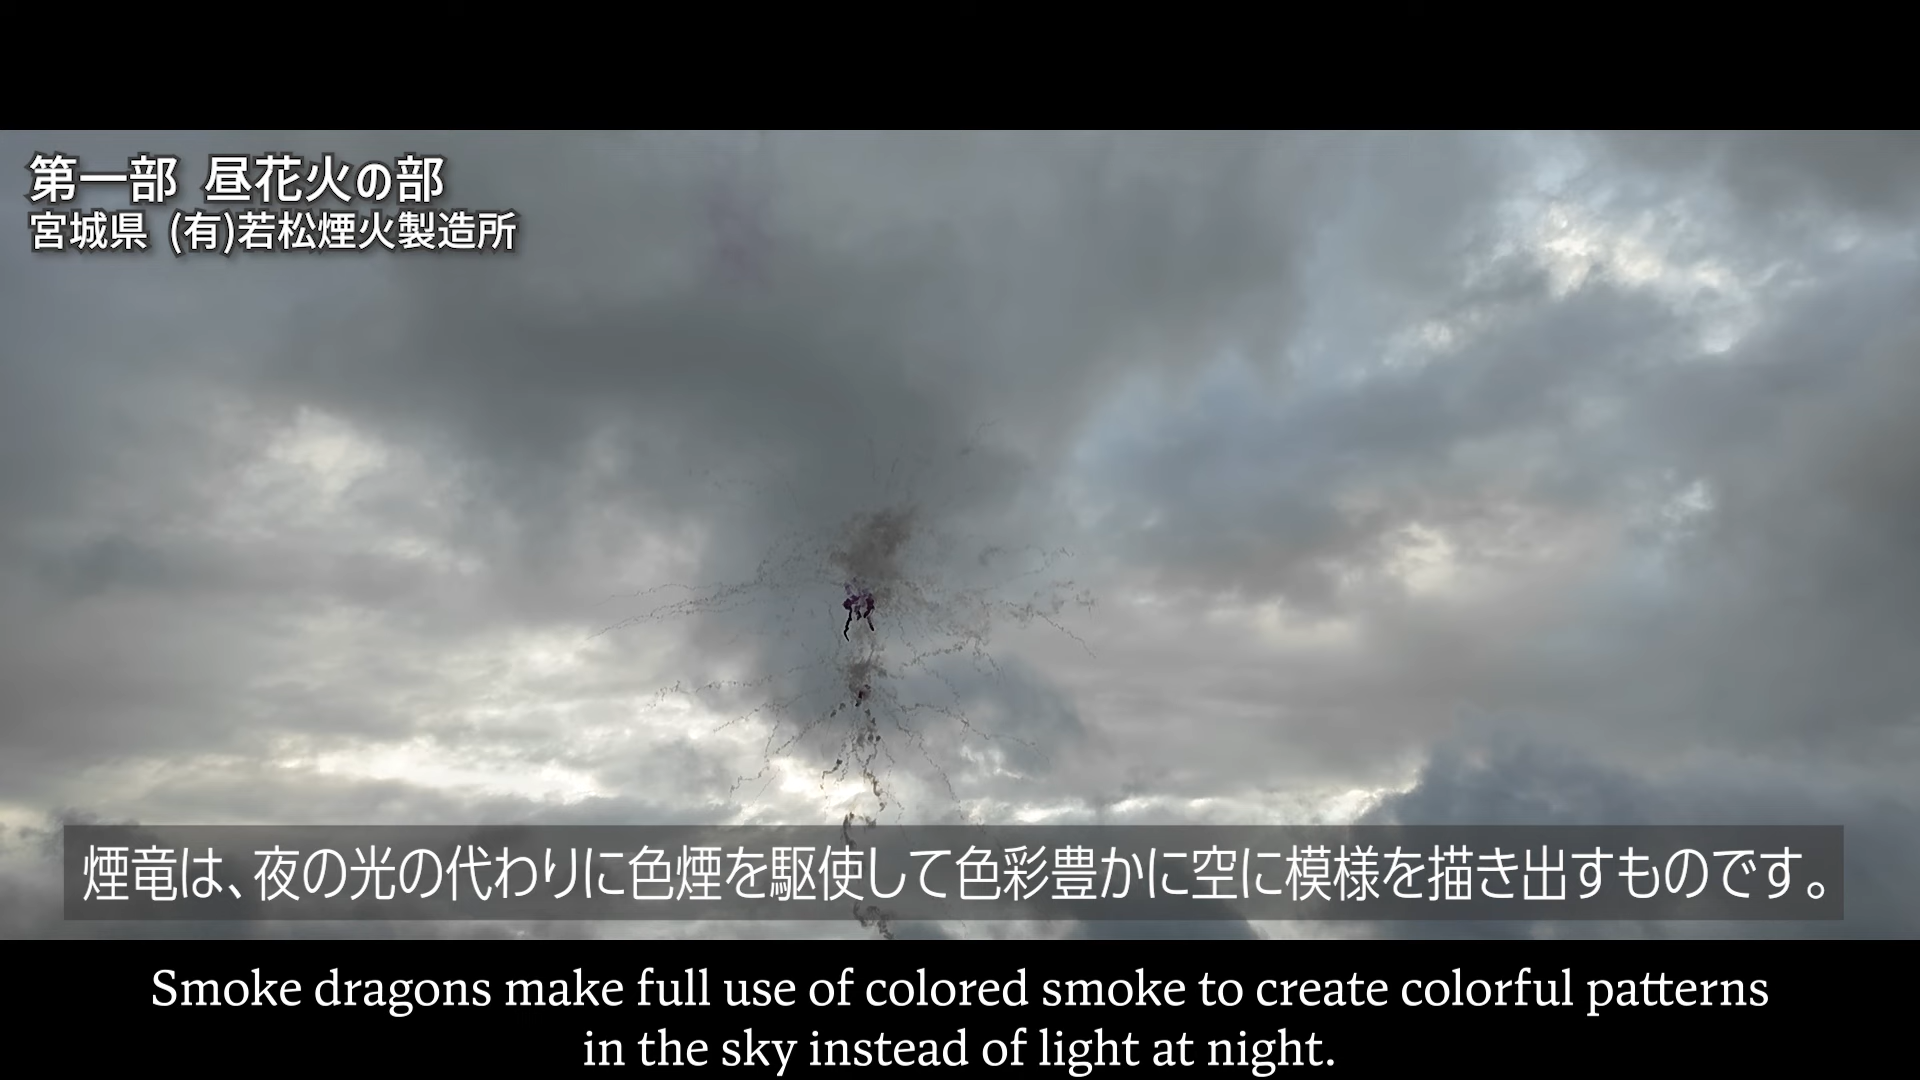 第一部 昼花火の部
宮城県 (有)若松煙火製造所
煙竜は、夜の光の代わりに色煙を駆使して色彩豊かに空に模様を描き出すものです。
Smoke dragons make full use of colored smoke to create colorful patterns
in the sky instead of light at night.